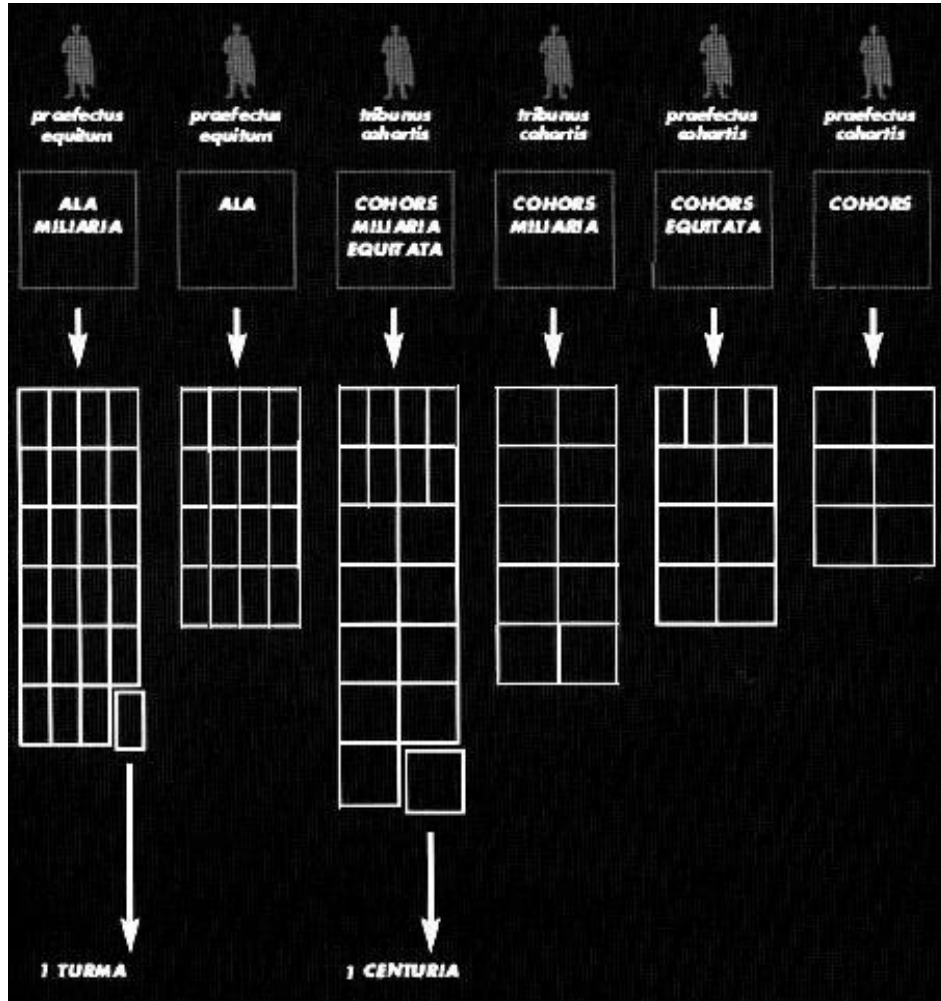 praefectus
equitum
praefectus
equitum
tribunus
cohortis
tribunus
cohortis
praefectus
cohortis
praefectus
cohortis
ALA
MILIARIA
ALA
COHORS
MILIARIA
EQUITATA
COHORS
MILIARIA
COHORS
EQUITATA
COHORS
1 TURMA
1 CENTURIA